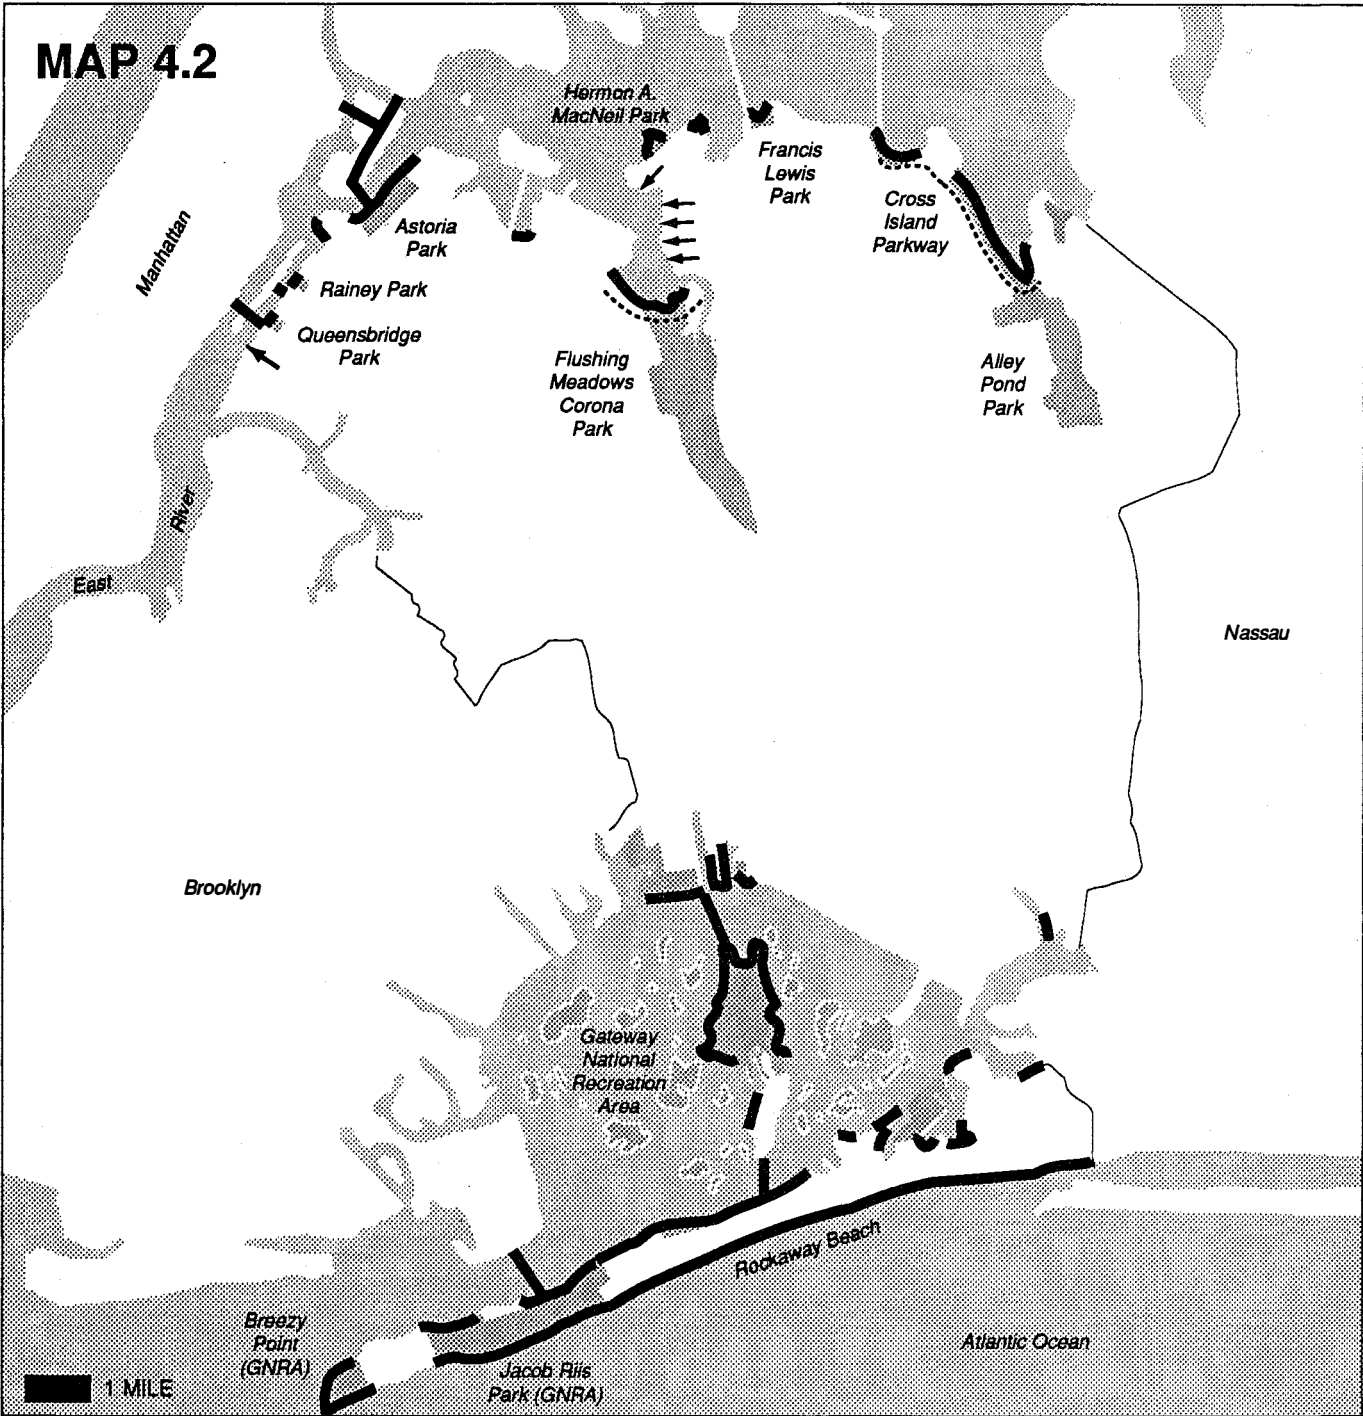 MAP 4.2
Hermon A.
MacNeil Park
Francis
Lewis
Park
Cross
Island
Parkway
Manhattan
Astoria
Park
Rainey Park
Queensbridge
Park
Flushing
Meadows
Corona
Park
Alley
Pond
Park
River
East
Nassau
Brooklyn
Gateway
National
Recreation
Area
Rockaway Beach
Breezy
Point
(GNRA)
Jacob Riis
Park (GNRA)
Atlantic Ocean
1 MILE